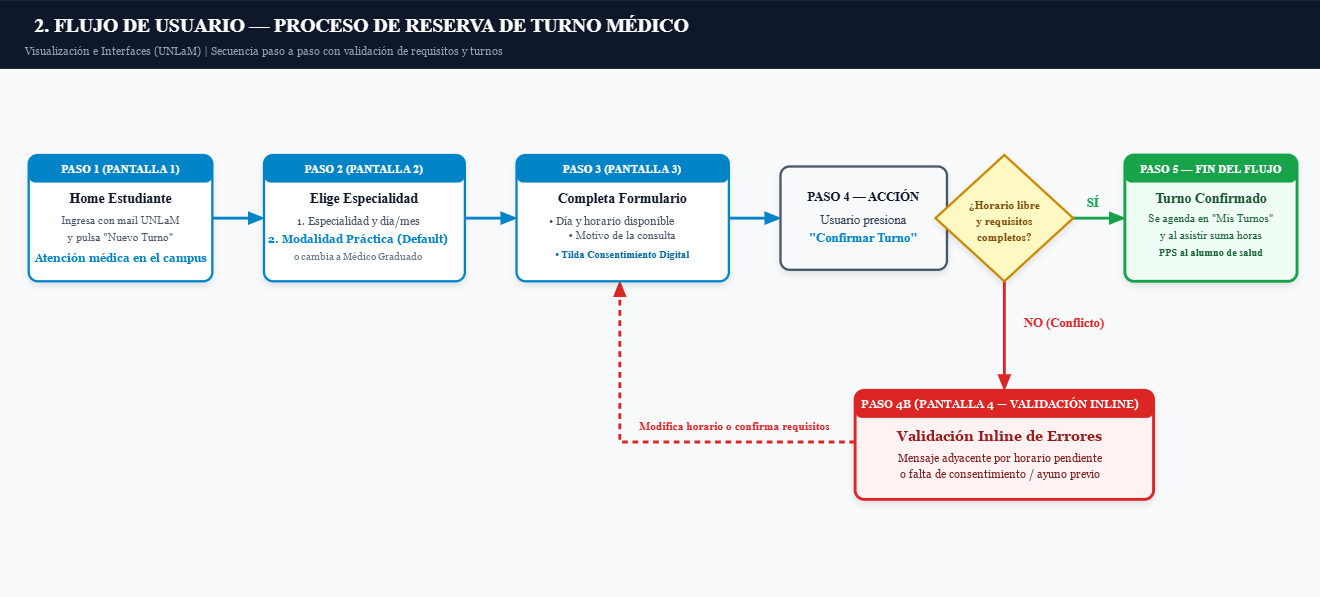 2. FLUJO DE USUARIO — PROCESO DE RESERVA DE TURNO MÉDICO
Visualización e Interfaces (UNLaM) | Secuencia paso a paso con validación de requisitos y turnos
PASO 1 (PANTALLA 1)
Home Estudiante
Ingresa con mail UNLaM
y pulsa "Nuevo Turno"
Atención médica en el campus
PASO 2 (PANTALLA 2)
Elige Especialidad
1. Especialidad y día/mes
2. Modalidad Práctica (Default)
o cambia a Médico Graduado
PASO 3 (PANTALLA 3)
Completa Formulario
• Día y horario disponible
• Motivo de la consulta
• Tilda Consentimiento Digital
PASO 4 — ACCIÓN
Usuario presiona
"Confirmar Turno"
¿Horario libre
y requisitos
completos?
SÍ
PASO 5 — FIN DEL FLUJO
Turno Confirmado
Se agenda en "Mis Turnos"
y al asistir suma horas
PPS al alumno de salud
NO (Conflicto)
PASO 4B (PANTALLA 4 — VALIDACIÓN INLINE)
Validación Inline de Errores
Mensaje adyacente por horario pendiente
o falta de consentimiento / ayuno previo
Modifica horario o confirma requisitos